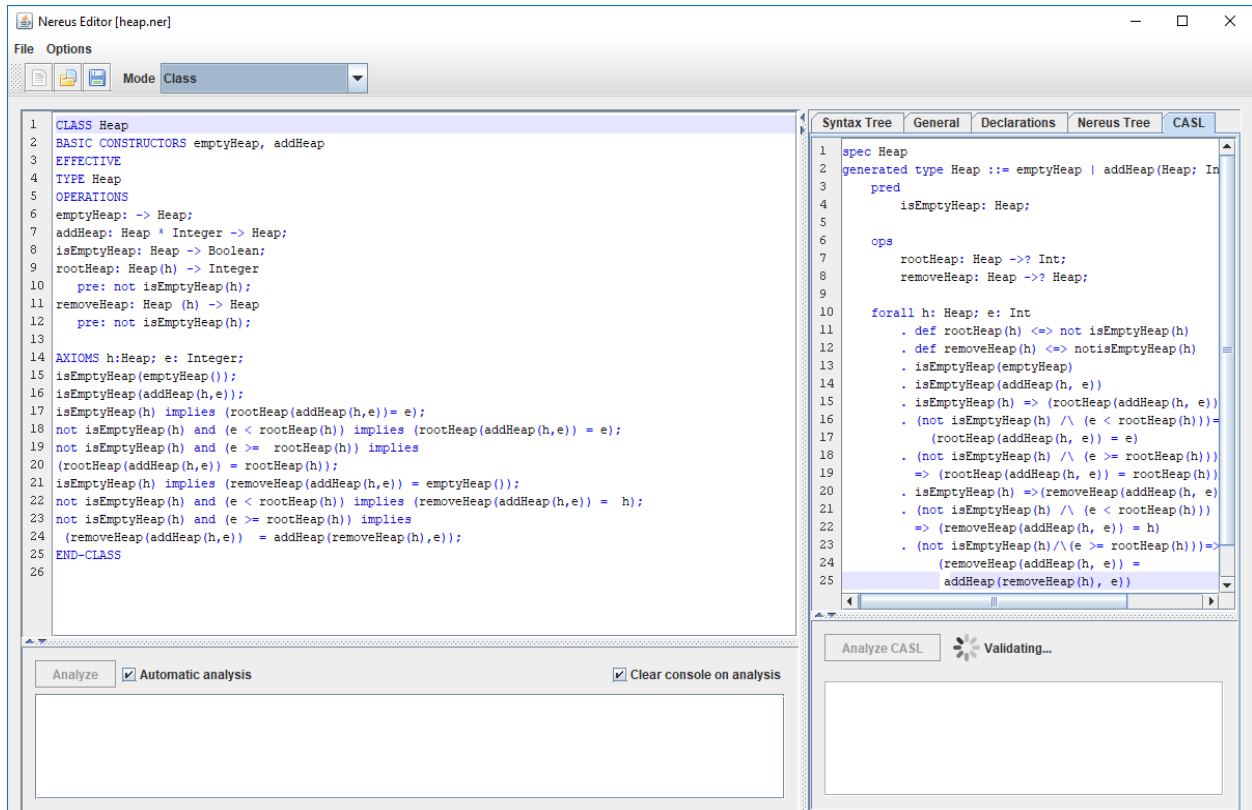 Nereus Editor [heap.ner]
File Options
Mode Class
1 CLASS Heap
2 BASIC CONSTRUCTORS emptyHeap, addHeap
3 EFFECTIVE
4 TYPE Heap
5 OPERATIONS
6 emptyHeap: -> Heap;
7 addHeap: Heap * Integer -> Heap;
8 isEmptyHeap: Heap -> Boolean;
9 rootHeap: Heap(h) -> Integer
10 pre: not isEmptyHeap(h);
11 removeHeap: Heap (h) -> Heap
12 pre: not isEmptyHeap(h);
13
14 AXIOMS h:Heap; e: Integer;
15 isEmptyHeap(emptyHeap());
16 isEmptyHeap(addHeap(h,e));
17 isEmptyHeap(h) implies (rootHeap(addHeap(h,e))= e);
18 not isEmptyHeap(h) and (e < rootHeap(h)) implies (rootHeap(addHeap(h,e)) = e);
19 not isEmptyHeap(h) and (e >= rootHeap(h)) implies
20 (rootHeap(addHeap(h,e)) = rootHeap(h));
21 isEmptyHeap(h) implies (removeHeap(addHeap(h,e)) = emptyHeap());
22 not isEmptyHeap(h) and (e < rootHeap(h)) implies (removeHeap(addHeap(h,e)) = h);
23 not isEmptyHeap(h) and (e >= rootHeap(h)) implies
24 (removeHeap(addHeap(h,e)) = addHeap(removeHeap(h),e));
25 END-CLASS
26
Analyze Automatic analysis Clear console on analysis
Syntax Tree General Declarations Nereus Tree CASL
1 spec Heap
2 generated type Heap ::= emptyHeap | addHeap(Heap; In
3 pred
4 isEmptyHeap: Heap;
5
6 ops
7 rootHeap: Heap ->? Int;
8 removeHeap: Heap ->? Heap;
9
10 forall h: Heap; e: Int
11 . def rootHeap(h) <=> not isEmptyHeap(h)
12 . def removeHeap(h) <=> notisEmptyHeap(h)
13 . isEmptyHeap(emptyHeap)
14 . isEmptyHeap(addHeap(h, e))
15 . isEmptyHeap(h) => (rootHeap(addHeap(h, e))
16 . (not isEmptyHeap(h) /\ (e < rootHeap(h)))=
17 (rootHeap(addHeap(h, e)) = e)
18 . (not isEmptyHeap(h) /\ (e >= rootHeap(h)))
19 => (rootHeap(addHeap(h, e)) = rootHeap(h))
20 . isEmptyHeap(h) =>(removeHeap(addHeap(h, e)
21 . (not isEmptyHeap(h) /\ (e < rootHeap(h)))
22 => (removeHeap(addHeap(h, e)) = h)
23 . (not isEmptyHeap(h)/\(e >= rootHeap(h)))=>
24 (removeHeap(addHeap(h, e)) =
25 addHeap(removeHeap(h), e))
Analyze CASL Validating...